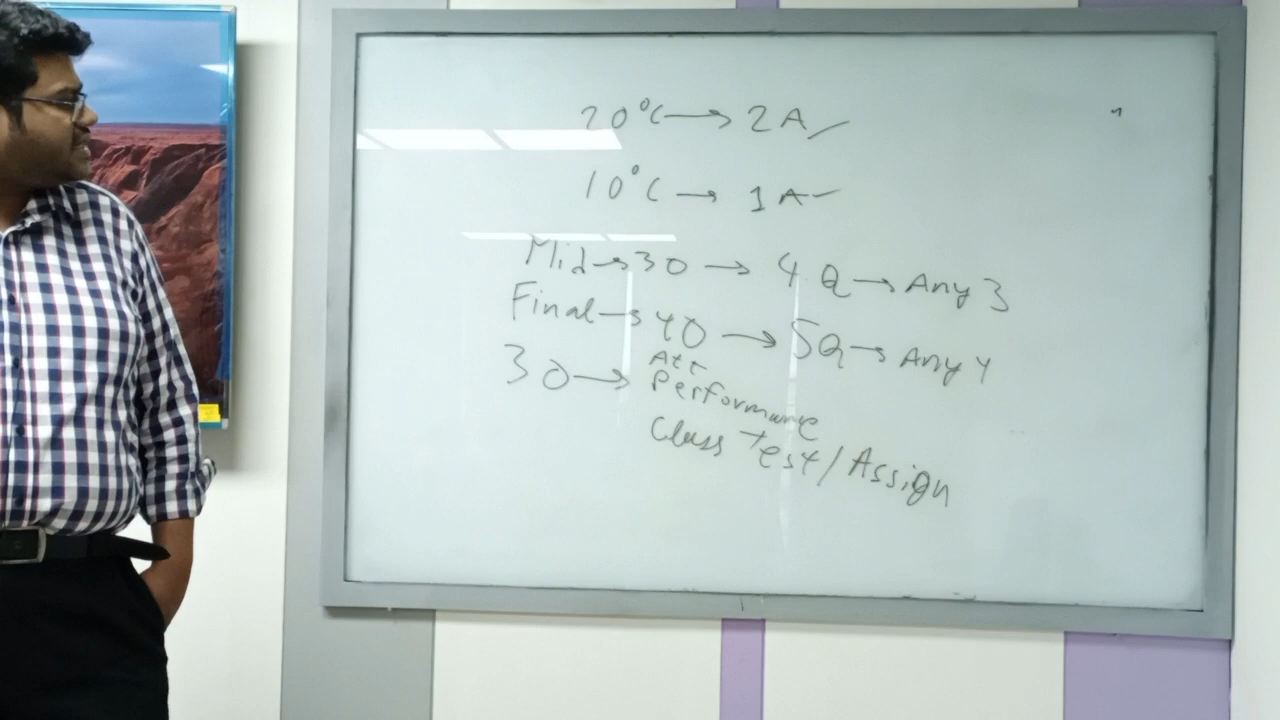 20°C → 2A
10°C → 1A
Mid → 30 → 4Q → Any 3
Final → 40 → 5Q → Any 4
30 → Att
Performance
Class test/Assign